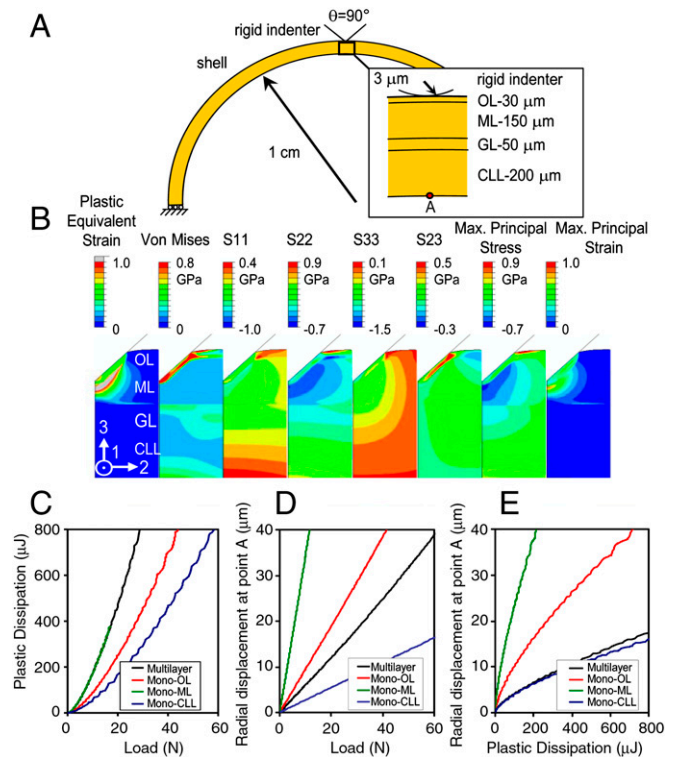 A
θ=90°
rigid indenter
shell
3 μm
rigid indenter
OL-30 μm
ML-150 μm
GL-50 μm
CLL-200 μm
1 cm
A
B
Plastic Equivalent Strain
Von Mises
S11
S22
S33
S23
Max. Principal Stress
Max. Principal Strain
1.0
0.8
GPa
0.4
GPa
0.9
GPa
0.1
GPa
0.5
GPa
0.9
GPa
1.0
0
0
-1.0
-0.7
-1.5
-0.3
-0.7
0
OL
ML
GL
CLL
3
1
2
C
Plastic Dissipation (μJ)
800
600
400
200
0
0 20 40 60
Load (N)
Multilayer
Mono-OL
Mono-ML
Mono-CLL
D
Radial displacement at point A (μm)
40
30
20
10
0
0 20 40 60
Load (N)
Multilayer
Mono-OL
Mono-ML
Mono-CLL
E
Radial displacement at point A (μm)
40
30
20
10
0
0 200 400 600 800
Plastic Dissipation (μJ)
Multilayer
Mono-OL
Mono-ML
Mono-CLL